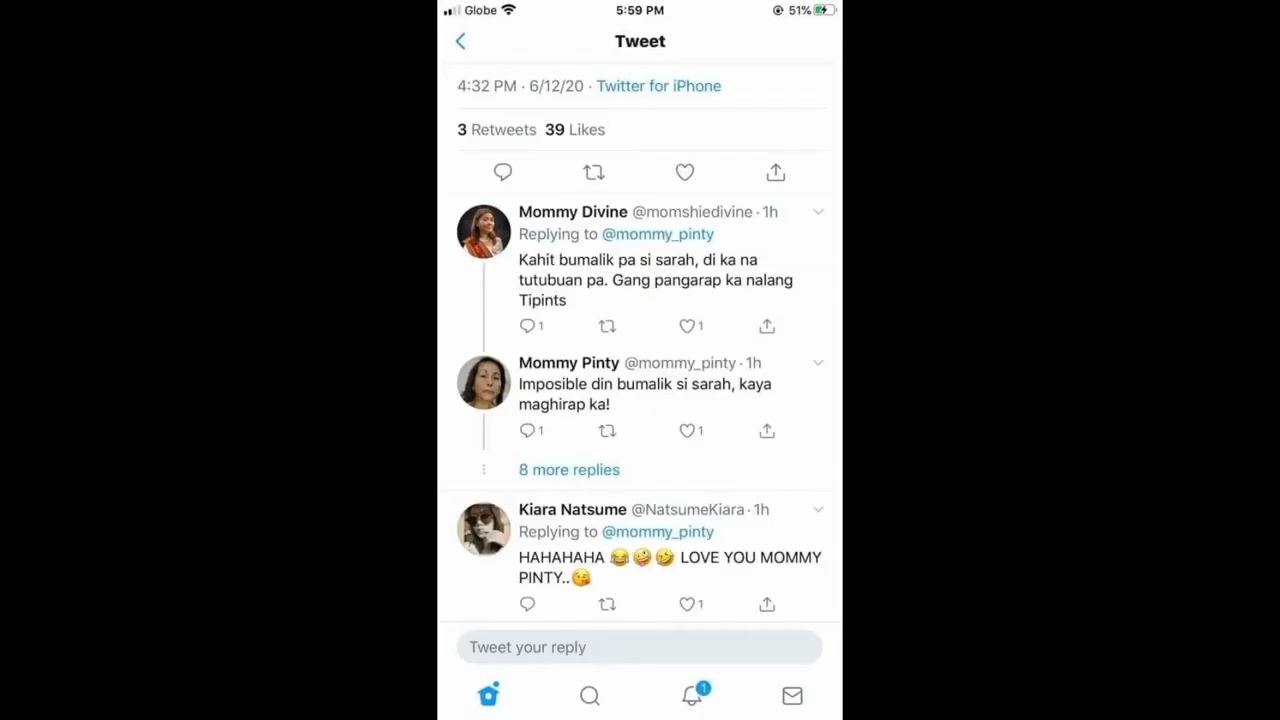 Globe 5:59 PM 51%
Tweet
4:32 PM · 6/12/20 · Twitter for iPhone
3 Retweets 39 Likes
Mommy Divine @momshiedivine · 1h
Replying to @mommy_pinty
Kahit bumalik pa si sarah, di ka na
tutubuan pa. Gang pangarap ka nalang
Tipints
1 1
Mommy Pinty @mommy_pinty · 1h
Imposible din bumalik si sarah, kaya
maghirap ka!
1 1
8 more replies
Kiara Natsume @NatsumeKiara · 1h
Replying to @mommy_pinty
HAHAHAHA 😂🤪🤣 LOVE YOU MOMMY
PINTY..😘
1
Tweet your reply
1